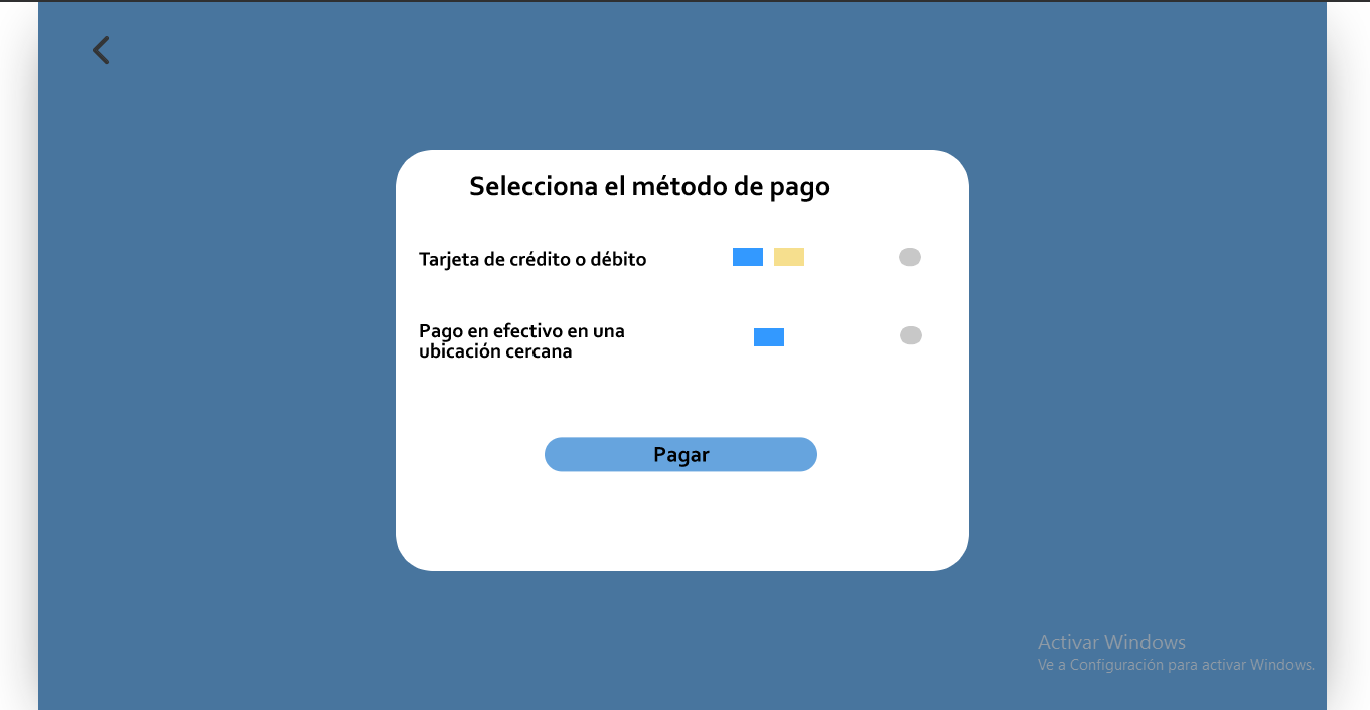 Selecciona el método de pago
Tarjeta de crédito o débito
Pago en efectivo en una
ubicación cercana
Pagar
Activar Windows
Ve a Configuración para activar Windows.